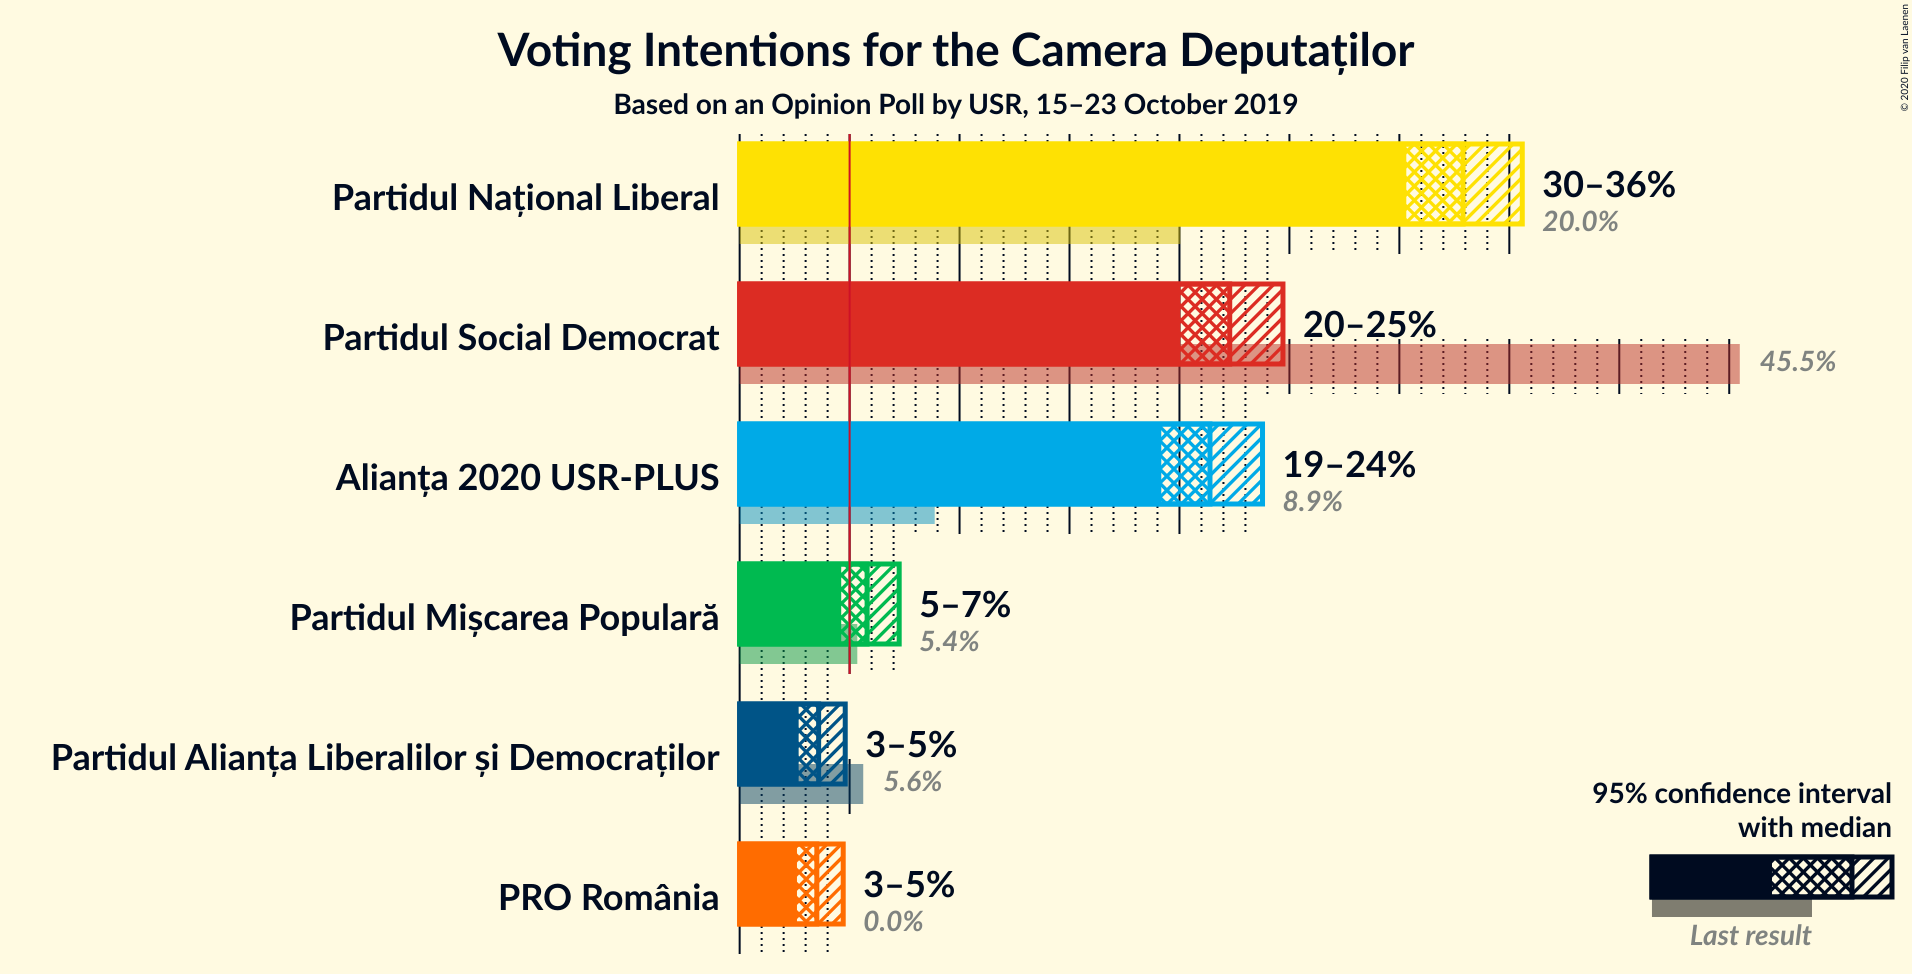 Voting Intentions for the Camera Deputaților
Based on an Opinion Poll by USR, 15–23 October 2019
© 2020 Filip van Laenen
Partidul Național Liberal
30–36%
20.0%
Partidul Social Democrat
20–25%
45.5%
Alianța 2020 USR-PLUS
19–24%
8.9%
Partidul Mișcarea Populară
5–7%
5.4%
Partidul Alianța Liberalilor și Democraților
3–5%
5.6%
PRO România
3–5%
0.0%
95% confidence interval
with median
Last result